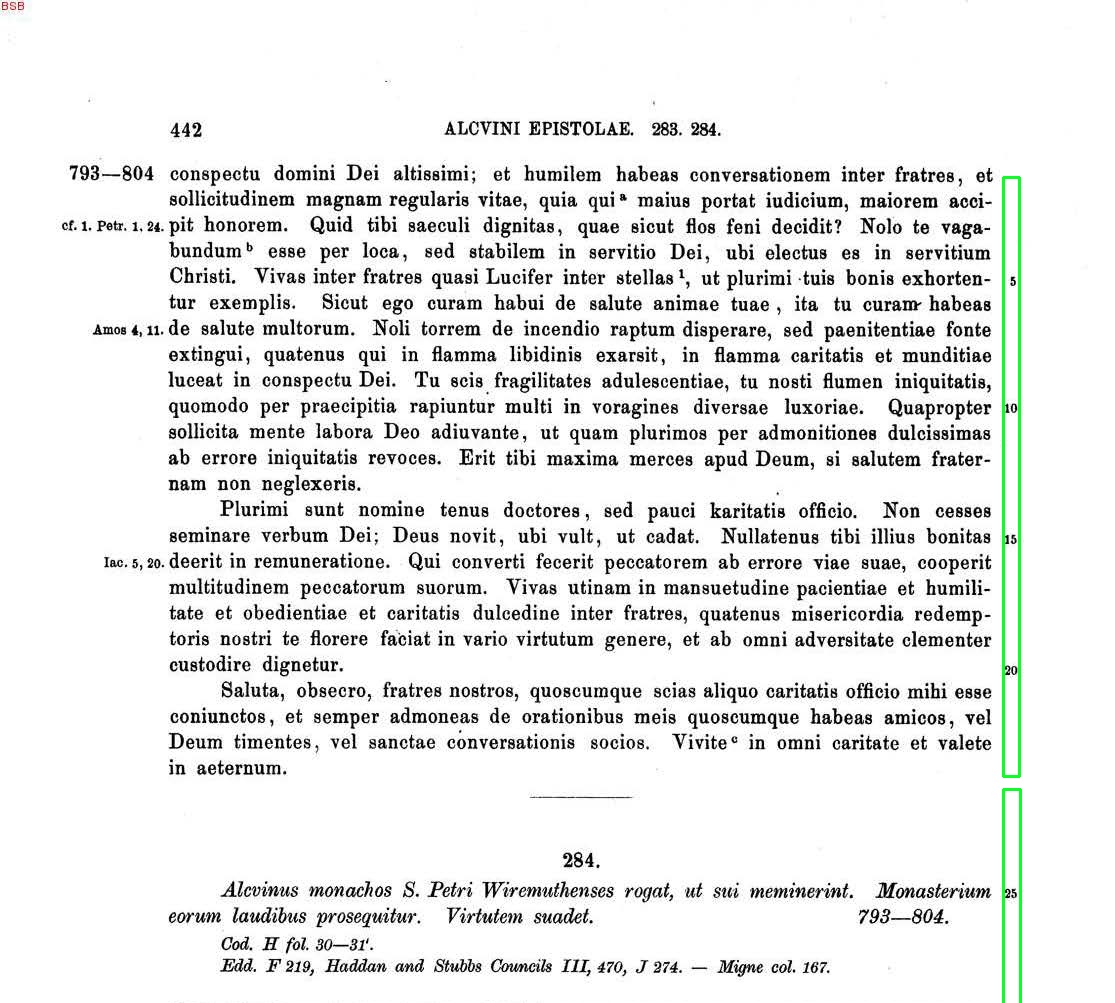 BSB
442 ALCVINI EPISTOLAE. 283. 284.
793—804 conspectu domini Dei altissimi; et humilem habeas conversationem inter fratres, et
sollicitudinem magnam regularis vitae, quia qui a maius portat iudicium, maiorem acci-
cf. 1. Petr. 1, 24. pit honorem. Quid tibi saeculi dignitas, quae sicut flos feni decidit? Nolo te vaga-
bundum b esse per loca, sed stabilem in servitio Dei, ubi electus es in servitium
Christi. Vivas inter fratres quasi Lucifer inter stellas 1, ut plurimi tuis bonis exhorten- 5
tur exemplis. Sicut ego curam habui de salute animae tuae, ita tu curam habeas
Amos 4, 11. de salute multorum. Noli torrem de incendio raptum disperare, sed paenitentiae fonte
extingui, quatenus qui in flamma libidinis exarsit, in flamma caritatis et munditiae
luceat in conspectu Dei. Tu scis fragilitates adulescentiae, tu nosti flumen iniquitatis,
quomodo per praecipitia rapiuntur multi in voragines diversae luxoriae. Quapropter 10
sollicita mente labora Deo adiuvante, ut quam plurimos per admonitiones dulcissimas
ab errore iniquitatis revoces. Erit tibi maxima merces apud Deum, si salutem frater-
nam non neglexeris.
Plurimi sunt nomine tenus doctores, sed pauci karitatis officio. Non cesses
seminare verbum Dei; Deus novit, ubi vult, ut cadat. Nullatenus tibi illius bonitas 15
Iac. 5, 20. deerit in remuneratione. Qui converti fecerit peccatorem ab errore viae suae, cooperit
multitudinem peccatorum suorum. Vivas utinam in mansuetudine pacientiae et humili-
tate et obedientiae et caritatis dulcedine inter fratres, quatenus misericordia redemp-
toris nostri te florere faciat in vario virtutum genere, et ab omni adversitate clementer
custodire dignetur. 20
Saluta, obsecro, fratres nostros, quoscumque scias aliquo caritatis officio mihi esse
coniunctos, et semper admoneas de orationibus meis quoscumque habeas amicos, vel
Deum timentes, vel sanctae conversationis socios. Vivite c in omni caritate et valete
in aeternum.
284.
Alcvinus monachos S. Petri Wiremuthenses rogat, ut sui meminerint. Monasterium 25
eorum laudibus prosequitur. Virtutem suadet. 793—804.
Cod. H fol. 30—31'.
Edd. F 219, Haddan and Stubbs Councils III, 470, J 274. — Migne col. 167.